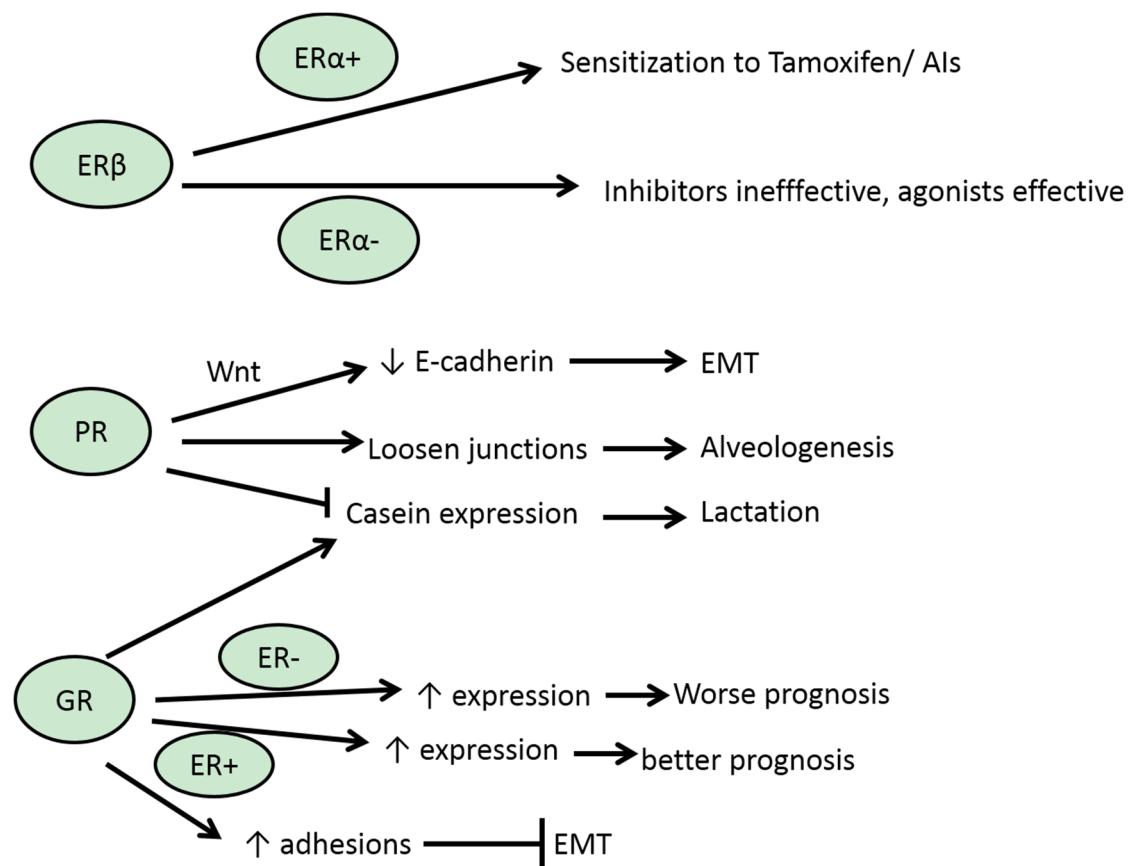 ERα+
Sensitization to Tamoxifen/ AIs
ERβ
Inhibitors inefffective, agonists effective
ERα-
Wnt
↓ E-cadherin
EMT
PR
Loosen junctions
Alveologenesis
Casein expression
Lactation
ER-
GR
↑ expression
Worse prognosis
↑ expression
better prognosis
ER+
↑ adhesions
EMT